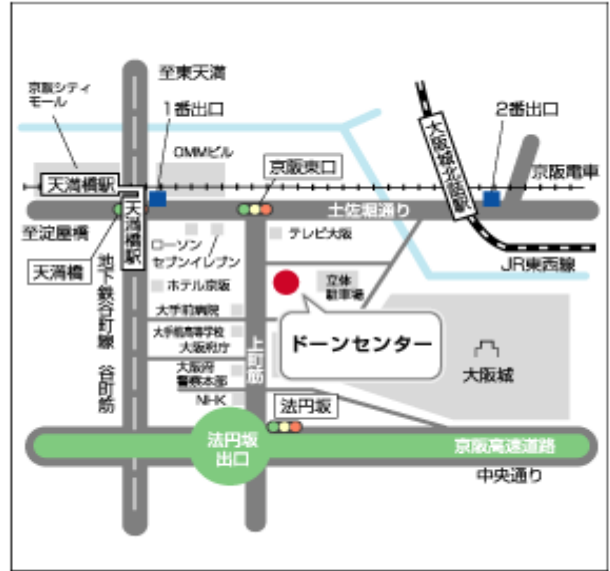 至東天満
京阪シティ
モール
1番出口
2番出口
OMMビル
京阪東口
大阪城北詰駅
京阪電車
天満橋駅
天満橋駅
土佐堀通り
至淀屋橋
テレビ大阪
ローソン
セブンイレブン
JR東西線
天満橋
ホテル京阪
立体
駐車場
地下鉄谷町線 谷町筋
大手前病院
ドーンセンター
大手前高等学校
大阪府庁
上町筋
大阪城
大阪府
警察本部
NHK
法円坂
法円坂
出口
京阪高速道路
中央通り